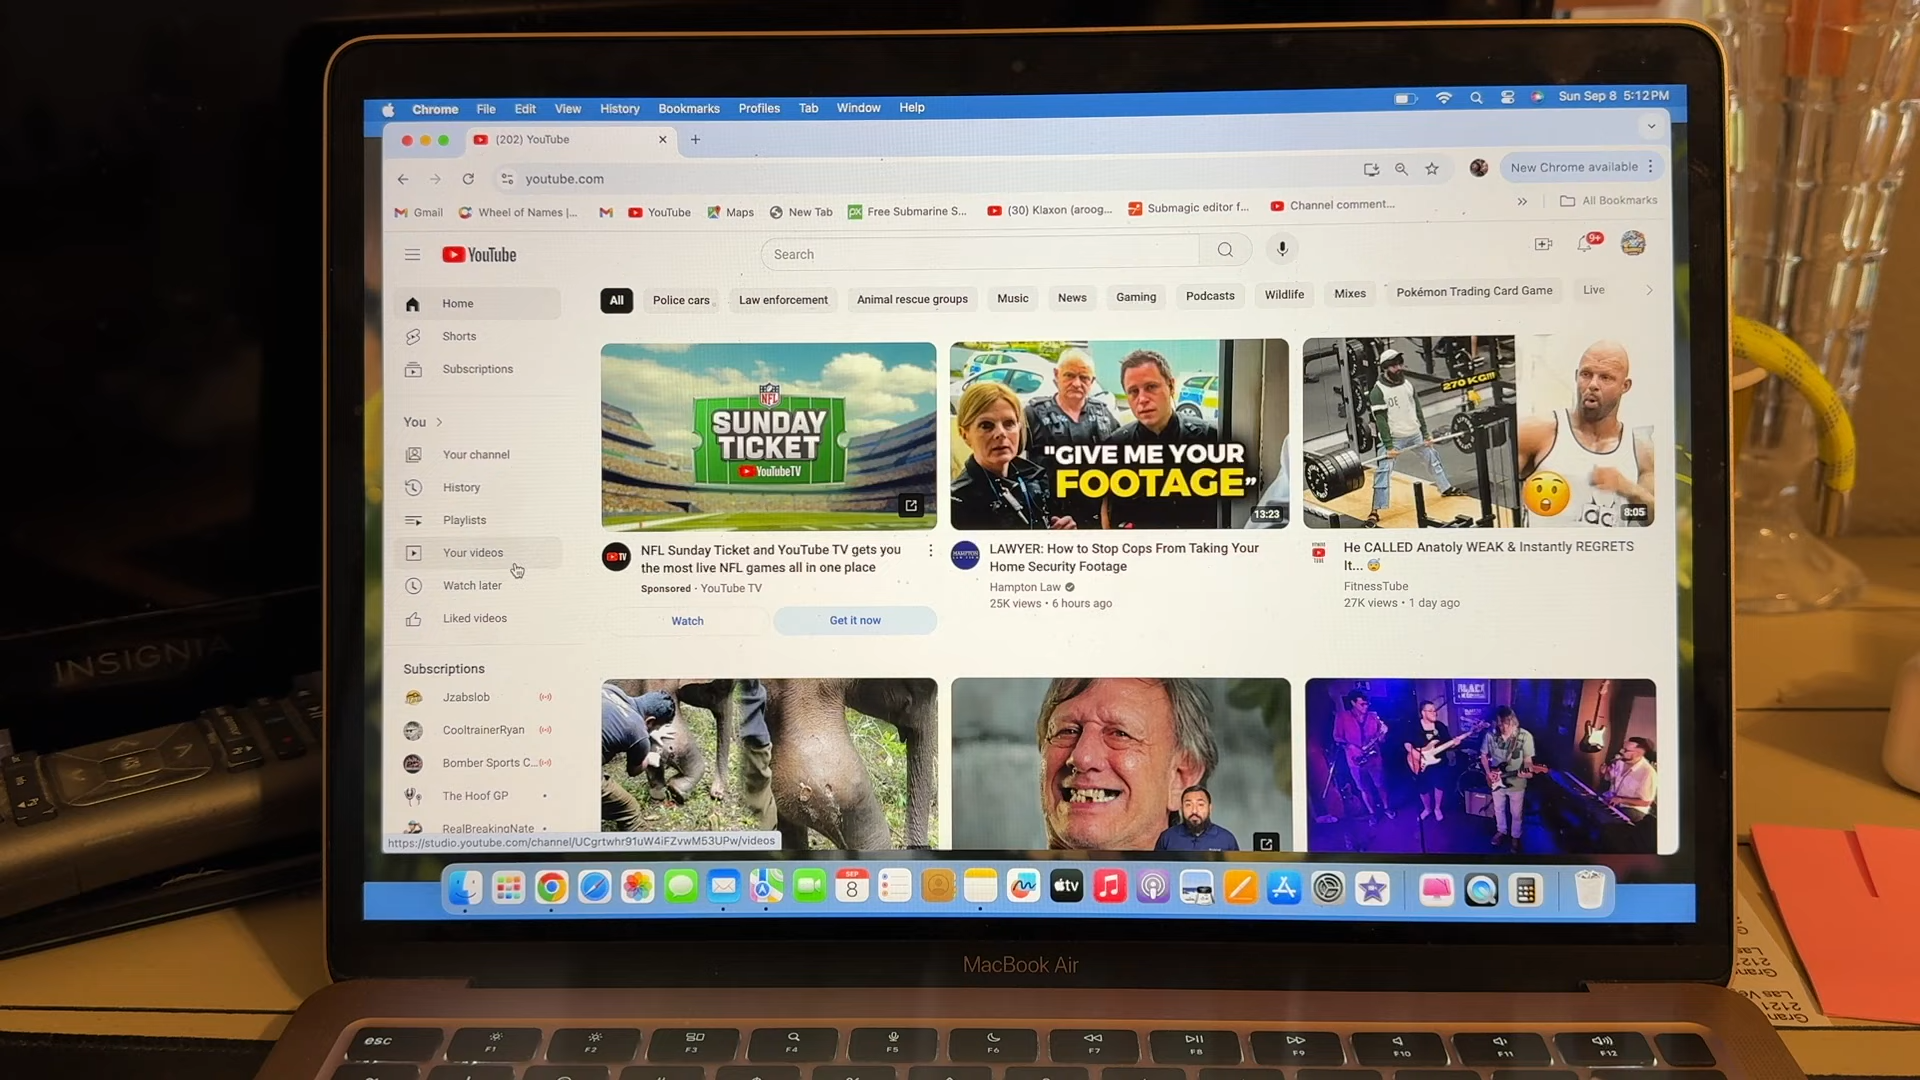 Chrome File Edit View History Bookmarks Profiles Tab Window Help
Sun Sep 8 5:12 PM
(202) YouTube
youtube.com
New Chrome available
Gmail
Wheel of Names |...
YouTube
Maps
New Tab
Free Submarine S...
(30) Klaxon (aroog...
Submagic editor f...
Channel comment...
All Bookmarks
YouTube
Search
9+
Home
Shorts
Subscriptions
You
Your channel
History
Playlists
Your videos
Watch later
Liked videos
Subscriptions
Jzabslob
CooltrainerRyan
Bomber Sports C...
The Hoof GP
RealBreakingNate
https://studio.youtube.com/channel/UCgrtwhr91uW4iFZvwM53UPw/videos
All
Police cars
Law enforcement
Animal rescue groups
Music
News
Gaming
Podcasts
Wildlife
Mixes
Pokémon Trading Card Game
Live
NFL
SUNDAY
TICKET
YouTubeTV
NFL Sunday Ticket and YouTube TV gets you
the most live NFL games all in one place
Sponsored · YouTube TV
Watch
Get it now
"GIVE ME YOUR
FOOTAGE"
13:23
LAWYER: How to Stop Cops From Taking Your
Home Security Footage
Hampton Law
25K views • 6 hours ago
270 KG!!!
8:05
He CALLED Anatoly WEAK & Instantly REGRETS
It... 😨
FitnessTube
27K views • 1 day ago
SEP
8
tv
MacBook Air
INSIGNIA
esc
F1
F2
F3
F4
F5
F6
F7
F8
F9
F10
F11
F12